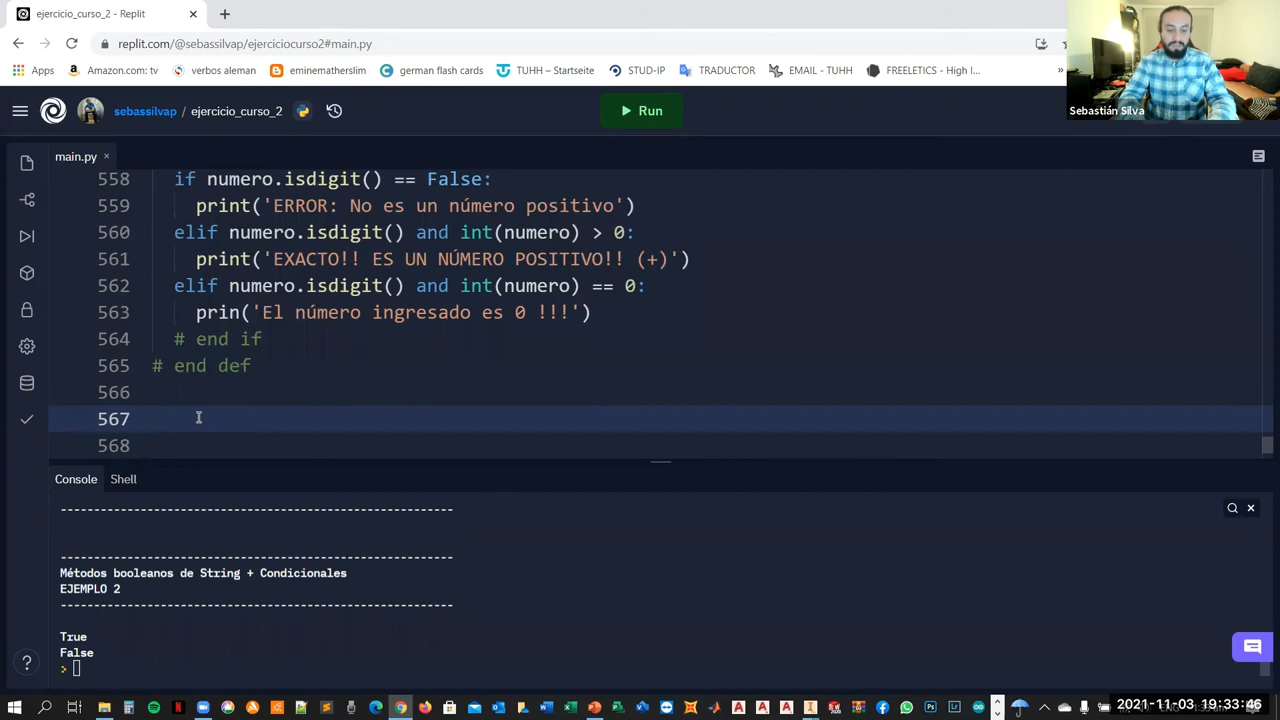 ejercicio_curso_2 - Replit
replit.com/@sebassilvap/ejerciciocurso2#main.py
Apps
Amazon.com: tv
verbos aleman
eminematherslim
german flash cards
TUHH – Startseite
STUD-IP
TRADUCTOR
EMAIL - TUHH
FREELETICS - High I...
»
Sebastián Silva
sebassilvap / ejercicio_curso_2
Run
main.py
558 if numero.isdigit() == False:
559 print('ERROR: No es un número positivo')
560 elif numero.isdigit() and int(numero) > 0:
561 print('EXACTO!! ES UN NÚMERO POSITIVO!! (+)')
562 elif numero.isdigit() and int(numero) == 0:
563 prin('El número ingresado es 0 !!!')
564 # end if
565 # end def
566
567
568
Console
Shell
---------------------------------------------------------
---------------------------------------------------------
Métodos booleanos de String + Condicionales
EJEMPLO 2
---------------------------------------------------------
True
False
>
2021-11-03 19:33:46